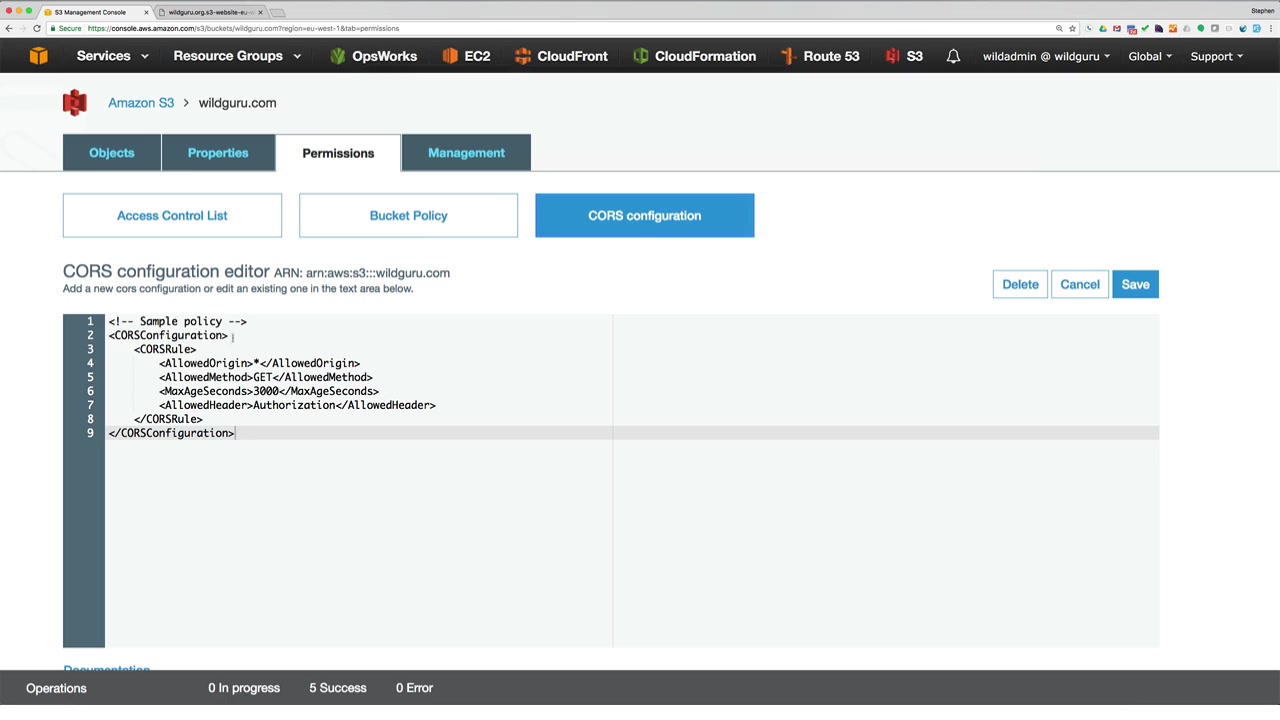 S3 Management Console
wildguru.org.s3-website-eu-w
Stephen
Secure https://console.aws.amazon.com/s3/buckets/wildguru.com?region=eu-west-1&tab=permissions
Services Resource Groups OpsWorks EC2 CloudFront CloudFormation Route 53 S3 wildadmin @ wildguru Global Support
Amazon S3 > wildguru.com
Objects Properties Permissions Management
Access Control List Bucket Policy CORS configuration
CORS configuration editor ARN: arn:aws:s3:::wildguru.com
Add a new cors configuration or edit an existing one in the text area below.
Delete Cancel Save
1 <!-- Sample policy -->
2 <CORSConfiguration>
3 <CORSRule>
4 <AllowedOrigin>*</AllowedOrigin>
5 <AllowedMethod>GET</AllowedMethod>
6 <MaxAgeSeconds>3000</MaxAgeSeconds>
7 <AllowedHeader>Authorization</AllowedHeader>
8 </CORSRule>
9 </CORSConfiguration>
Documentation
Operations 0 In progress 5 Success 0 Error